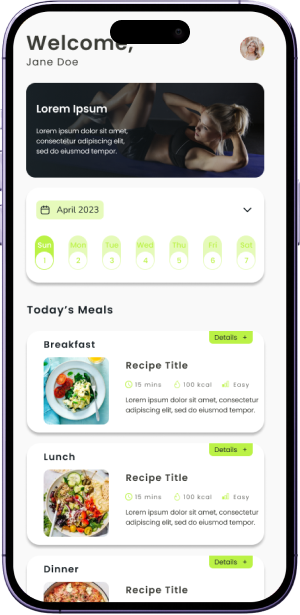 Welcome,
Jane Doe
Lorem Ipsum
Lorem ipsum dolor sit amet,
consectetur adipiscing elit,
sed do eiusmod tempor.
April 2023
Sun Mon Tue Wed Thu Fri Sat
1 2 3 4 5 6 7
Today's Meals
Details +
Breakfast
Recipe Title
15 mins 100 kcal Easy
Lorem ipsum dolor sit amet, consectetur
adipiscing elit, sed do eiusmod tempor.
Details +
Lunch
Recipe Title
15 mins 100 kcal Easy
Lorem ipsum dolor sit amet, consectetur
adipiscing elit, sed do eiusmod tempor.
Details +
Dinner
Recipe Title